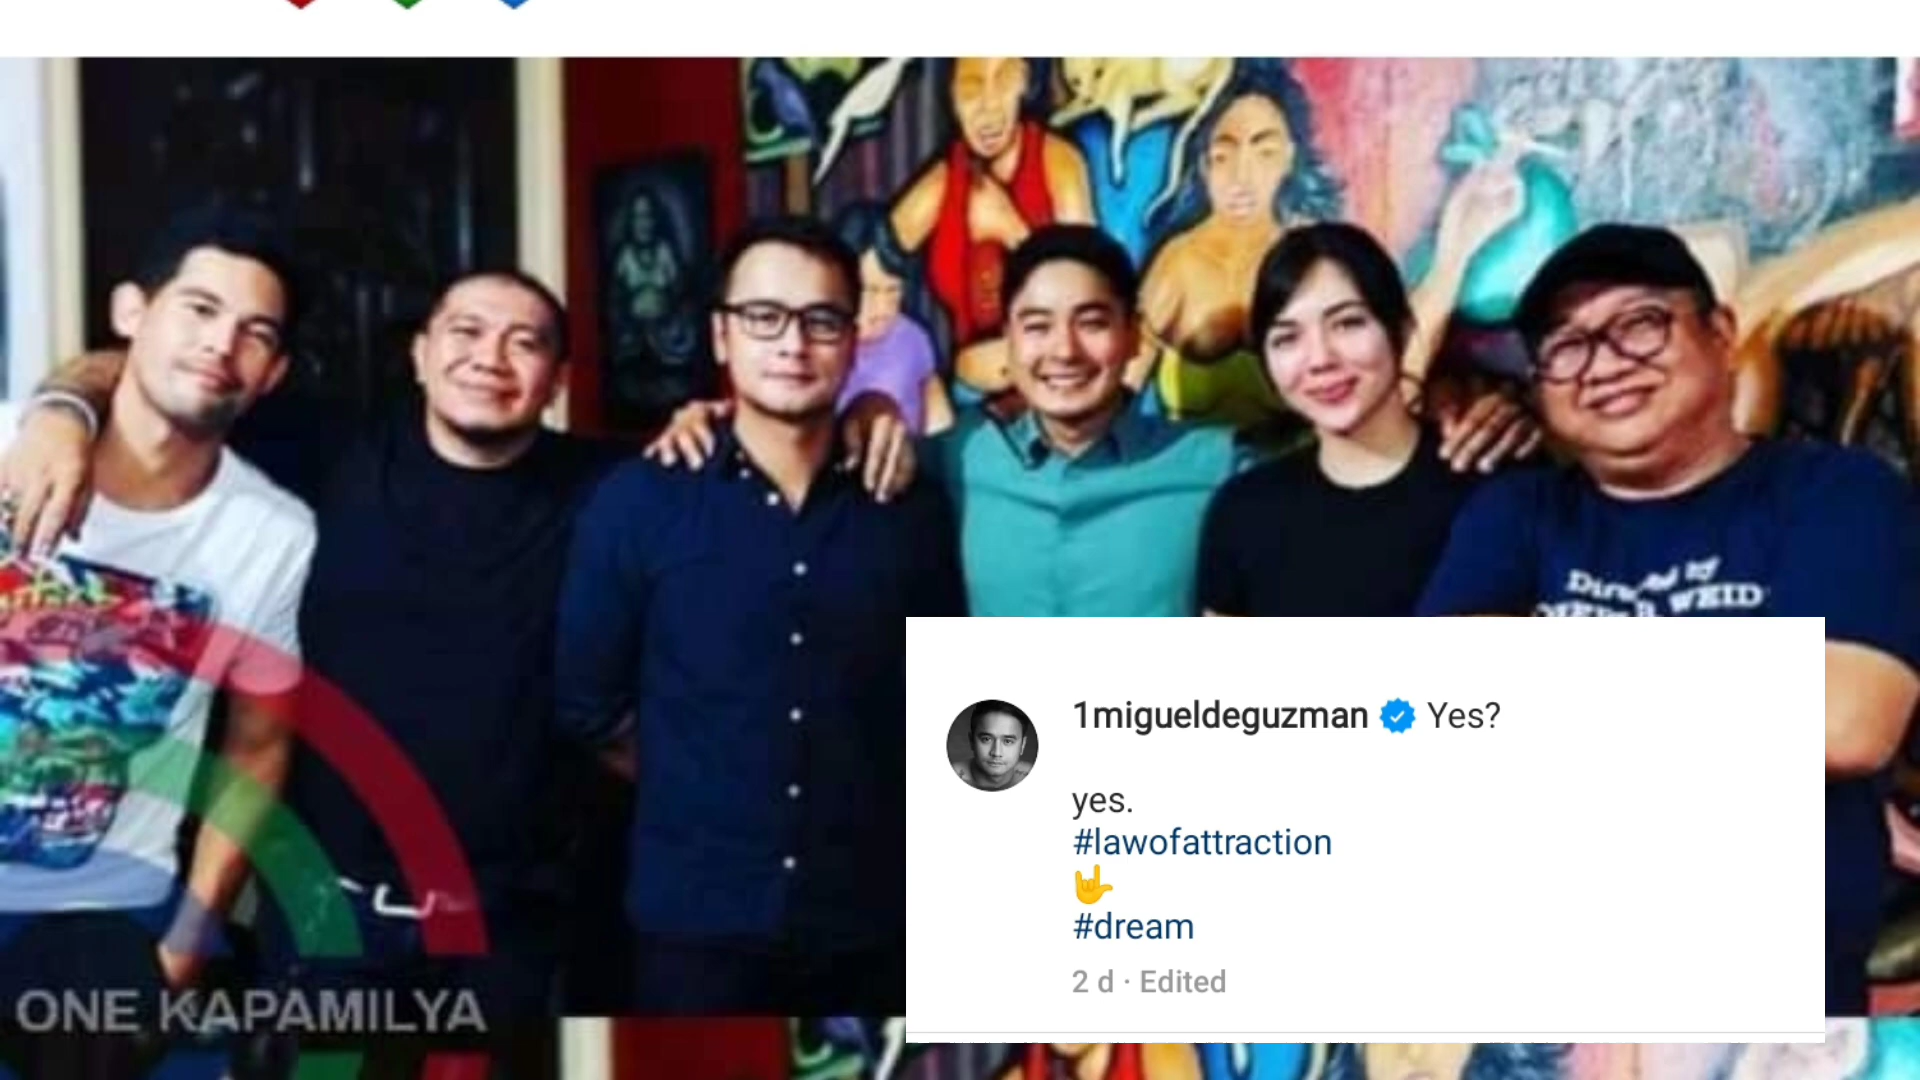 1migueldeguzman Yes?
yes.
#lawofattraction
🤟
#dream
2 d · Edited
ONE KAPAMILYA